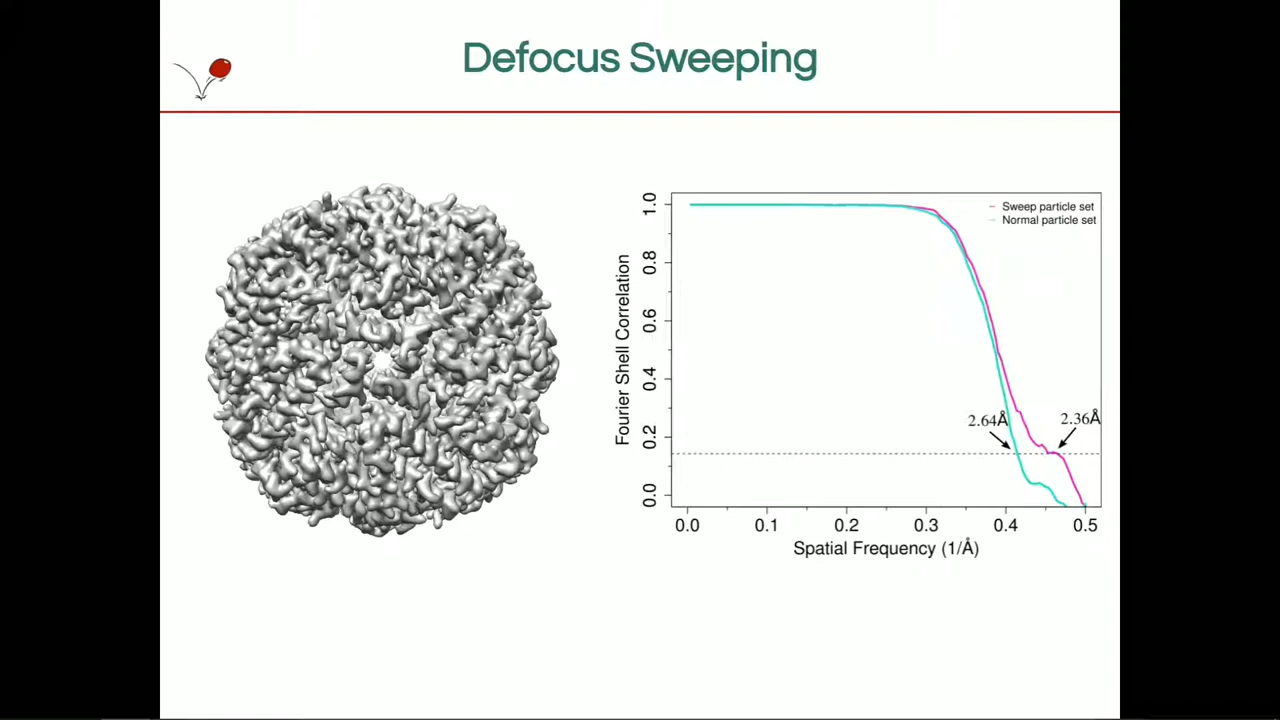 Defocus Sweeping
Sweep particle set
Normal particle set
Fourier Shell Correlation
1.0
0.8
0.6
0.4
0.2
0.0
2.64Å
2.36Å
0.0 0.1 0.2 0.3 0.4 0.5
Spatial Frequency (1/Å)